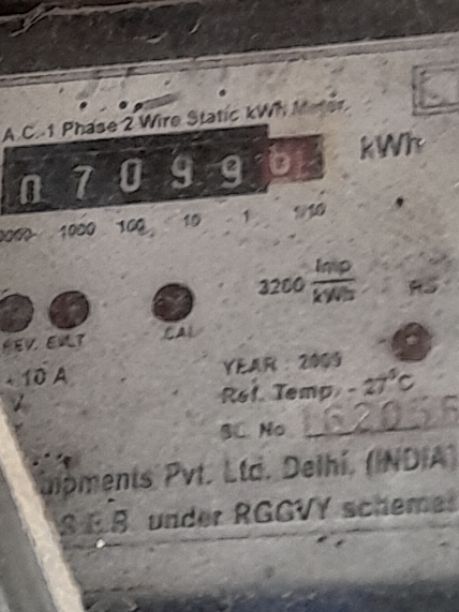 A.C.-1 Phase 2 Wire Static kWh Meter.
0 7 0 9 9 kWh
1000 100 10 1 1/10
3200 Imp/kWh
REV. CAL
10 A
YEAR : 2009
Ref. Temp. - 27°C
SL No
uipments Pvt. Ltd. Delhi. (INDIA)
under RGGVY scheme